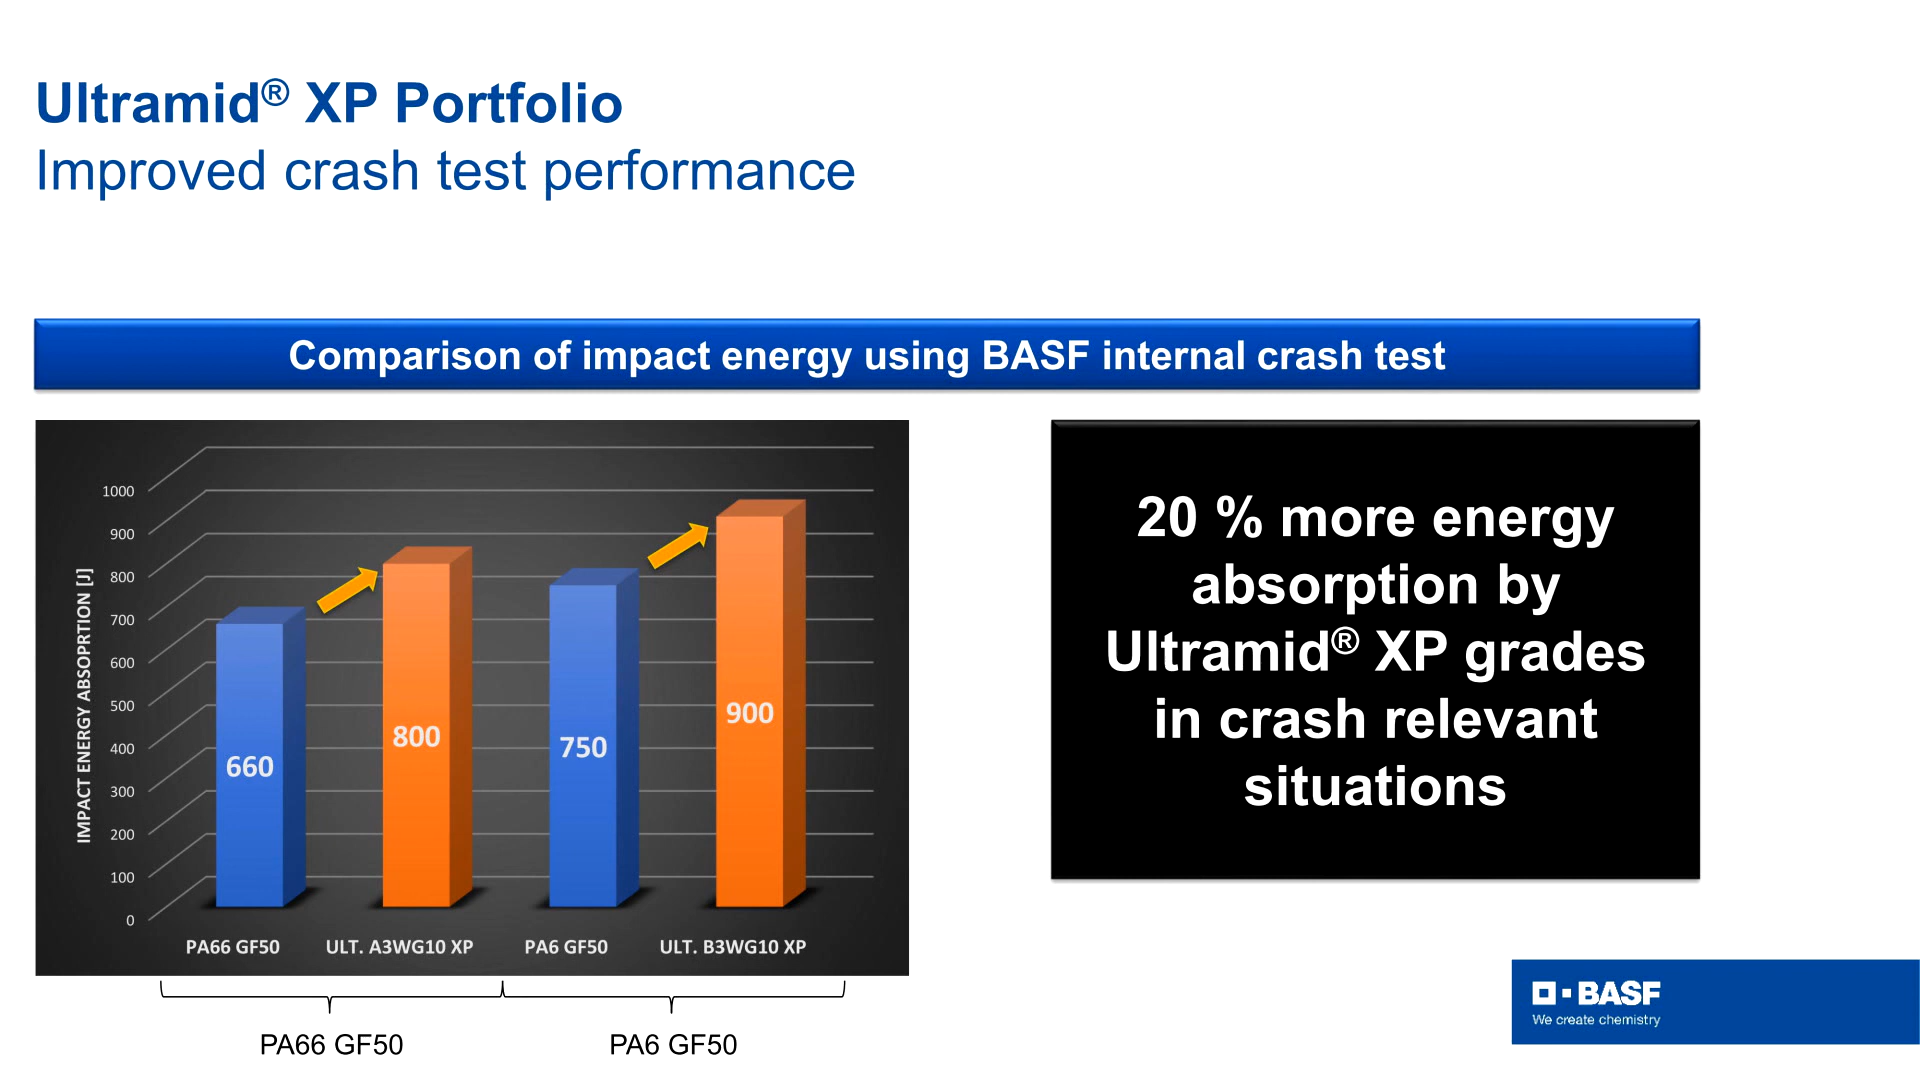 Ultramid® XP Portfolio
Improved crash test performance
Comparison of impact energy using BASF internal crash test
IMPACT ENERGY ABSOPRTION [J]
1000
900
800
700
600
500
400
300
200
100
0
660
800
750
900
PA66 GF50
ULT. A3WG10 XP
PA6 GF50
ULT. B3WG10 XP
PA66 GF50
PA6 GF50
20 % more energy
absorption by
Ultramid® XP grades
in crash relevant
situations
BASF
We create chemistry